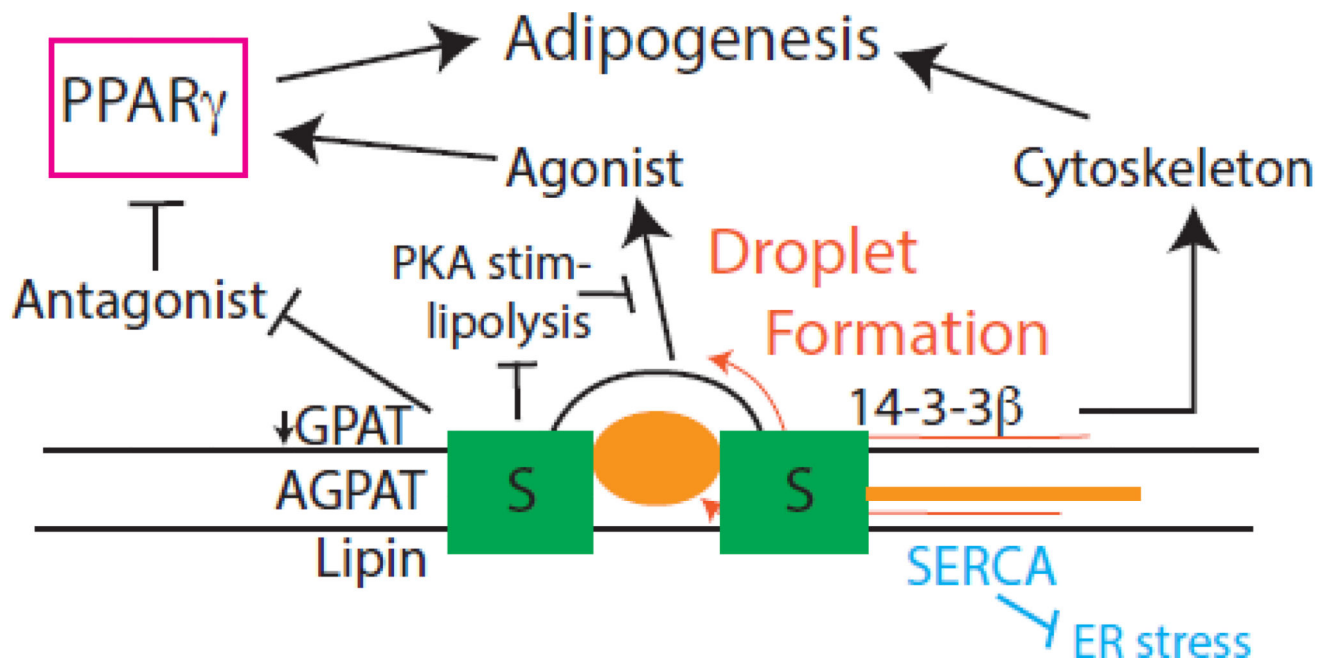 Adipogenesis
PPARγ
Agonist
Cytoskeleton
Droplet
Formation
PKA stim-
lipolysis
Antagonist
14-3-3β
↓GPAT
AGPAT
Lipin
S
S
SERCA
ER stress